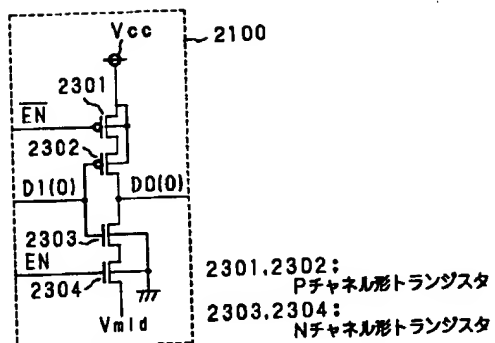 Vcc
2100
2301
E̅N̅
2302
D1(0)
D0(0)
2303
EN
2304
Vmid
2301,2302;
Pチャネル形トランジスタ
2303,2304;
Nチャネル形トランジスタ